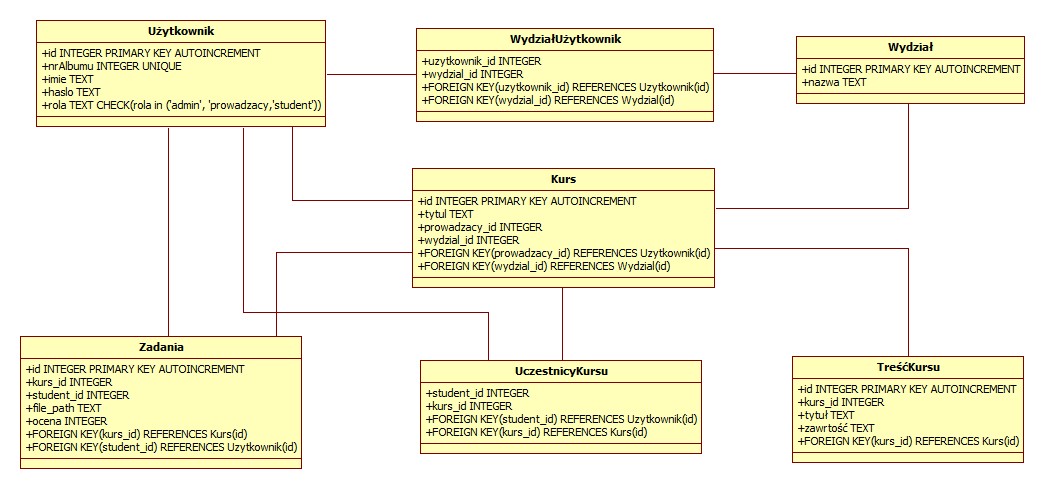 Użytkownik
+id INTEGER PRIMARY KEY AUTOINCREMENT
+nrAlbumu INTEGER UNIQUE
+imie TEXT
+haslo TEXT
+rola TEXT CHECK(rola in ('admin', 'prowadzacy,'student'))
WydziałUżytkownik
+uzytkownik_id INTEGER
+wydzial_id INTEGER
+FOREIGN KEY(uzytkownik_id) REFERENCES Uzytkownik(id)
+FOREIGN KEY(wydzial_id) REFERENCES Wydzial(id)
Wydział
+id INTEGER PRIMARY KEY AUTOINCREMENT
+nazwa TEXT
Kurs
+id INTEGER PRIMARY KEY AUTOINCREMENT
+tytul TEXT
+prowadzacy_id INTEGER
+wydzial_id INTEGER
+FOREIGN KEY(prowadzacy_id) REFERENCES Uzytkownik(id)
+FOREIGN KEY(wydzial_id) REFERENCES Wydzial(id)
Zadania
+id INTEGER PRIMARY KEY AUTOINCREMENT
+kurs_id INTEGER
+student_id INTEGER
+file_path TEXT
+ocena INTEGER
+FOREIGN KEY(kurs_id) REFERENCES Kurs(id)
+FOREIGN KEY(student_id) REFERENCES Uzytkownik(id)
UczestnicyKursu
+student_id INTEGER
+kurs_id INTEGER
+FOREIGN KEY(student_id) REFERENCES Uzytkownik(id)
+FOREIGN KEY(kurs_id) REFERENCES Kurs(id)
TreśćKursu
+id INTEGER PRIMARY KEY AUTOINCREMENT
+kurs_id INTEGER
+tytuł TEXT
+zawrtość TEXT
+FOREIGN KEY(kurs_id) REFERENCES Kurs(id)